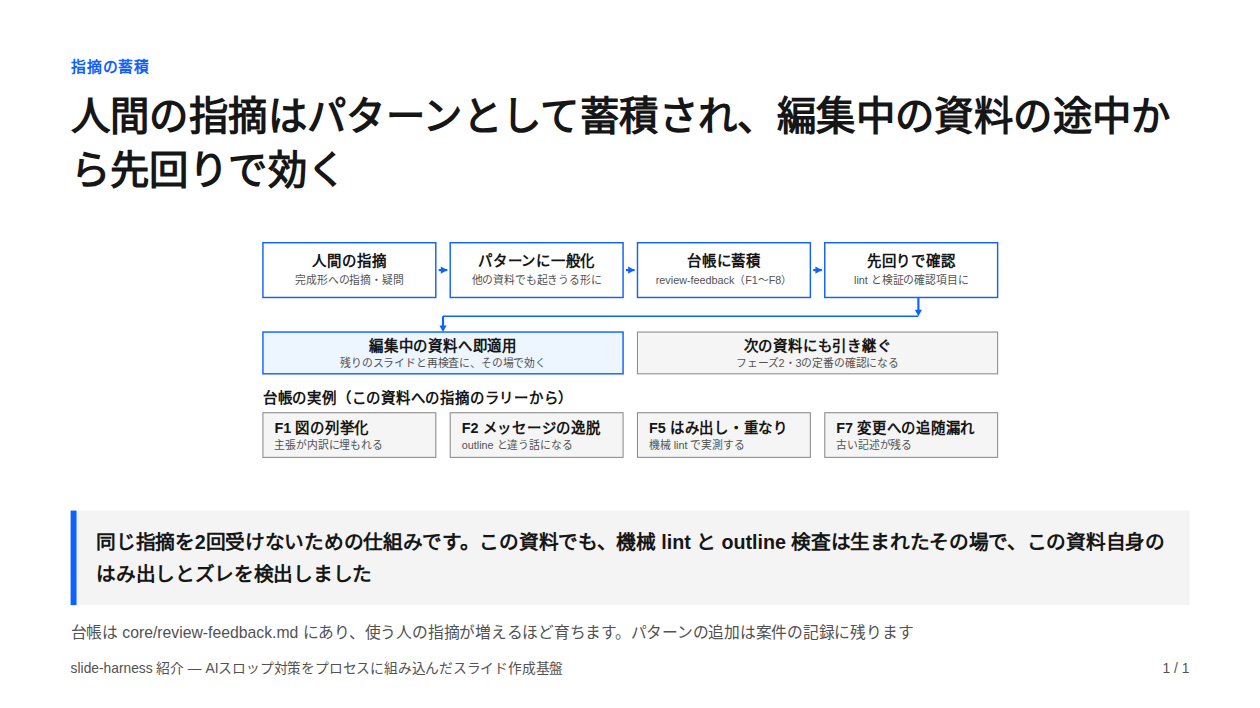 指摘の蓄積
人間の指摘はパターンとして蓄積され、編集中の資料の途中か
ら先回りで効く
人間の指摘
完成形への指摘・疑問
パターンに一般化
他の資料でも起きうる形に
台帳に蓄積
review-feedback（F1〜F8）
先回りで確認
lint と検証の確認項目に
編集中の資料へ即適用
残りのスライドと再検査に、その場で効く
次の資料にも引き継ぐ
フェーズ2・3の定番の確認になる
台帳の実例（この資料への指摘のラリーから）
F1 図の列挙化
主張が内訳に埋もれる
F2 メッセージの逸脱
outline と違う話になる
F5 はみ出し・重なり
機械 lint で実測する
F7 変更への追随漏れ
古い記述が残る
同じ指摘を2回受けないための仕組みです。この資料でも、機械 lint と outline 検査は生まれたその場で、この資料自身の
はみ出しとズレを検出しました
台帳は core/review-feedback.md にあり、使う人の指摘が増えるほど育ちます。パターンの追加は案件の記録に残ります
slide-harness 紹介 — AIスロップ対策をプロセスに組み込んだスライド作成基盤
1 / 1